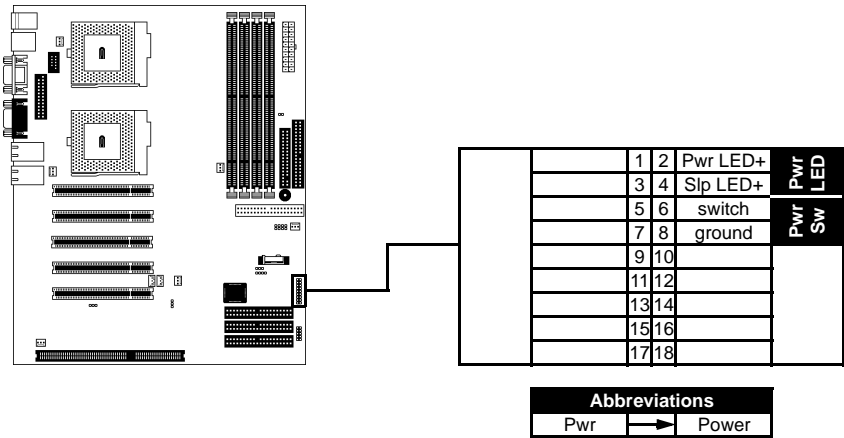 1 2 Pwr LED+ Pwr LED
3 4 Slp LED+
5 6 switch Pwr Sw
7 8 ground
9 10
11 12
13 14
15 16
17 18
Abbreviations
Pwr Power